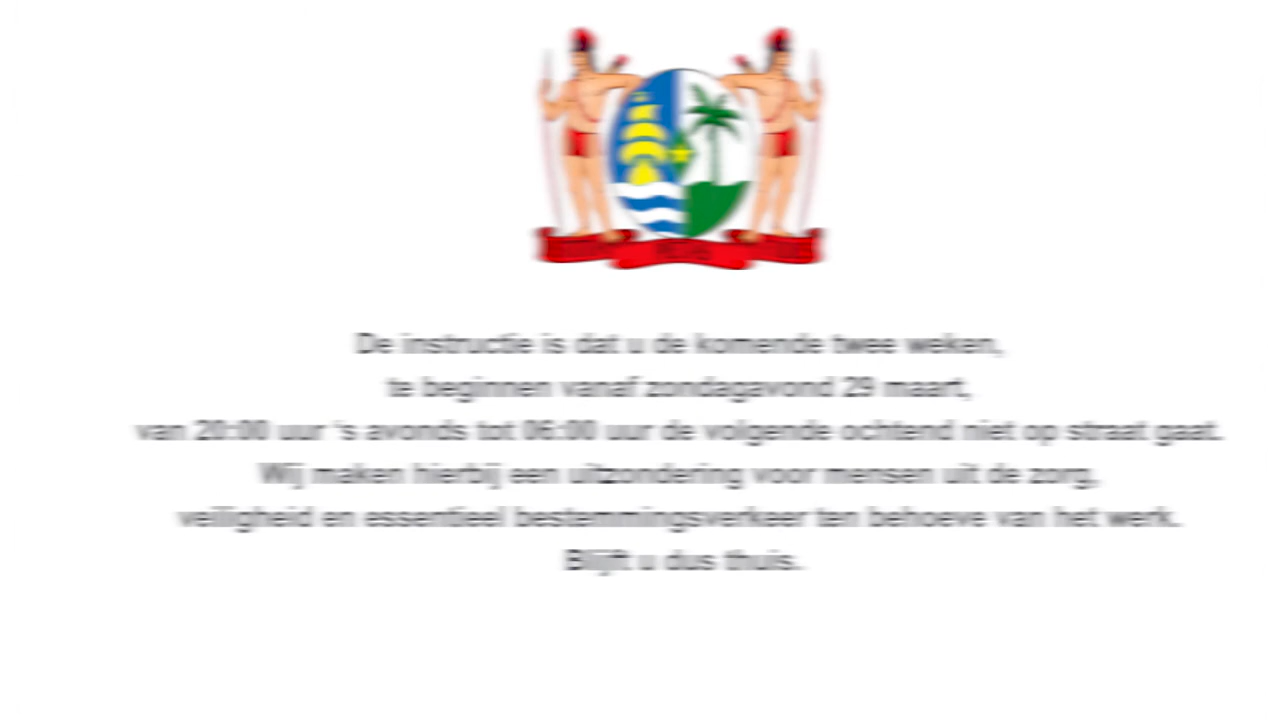 De instructie is dat u de komende twee weken,
te beginnen vanaf zondagavond 29 maart,
van 20:00 uur 's avonds tot 06:00 uur de volgende ochtend niet op straat gaat.
Wij maken hierbij een uitzondering voor mensen uit de zorg,
veiligheid en essentieel bestemmingsverkeer ten behoeve van het werk.
Blijft u dus thuis.